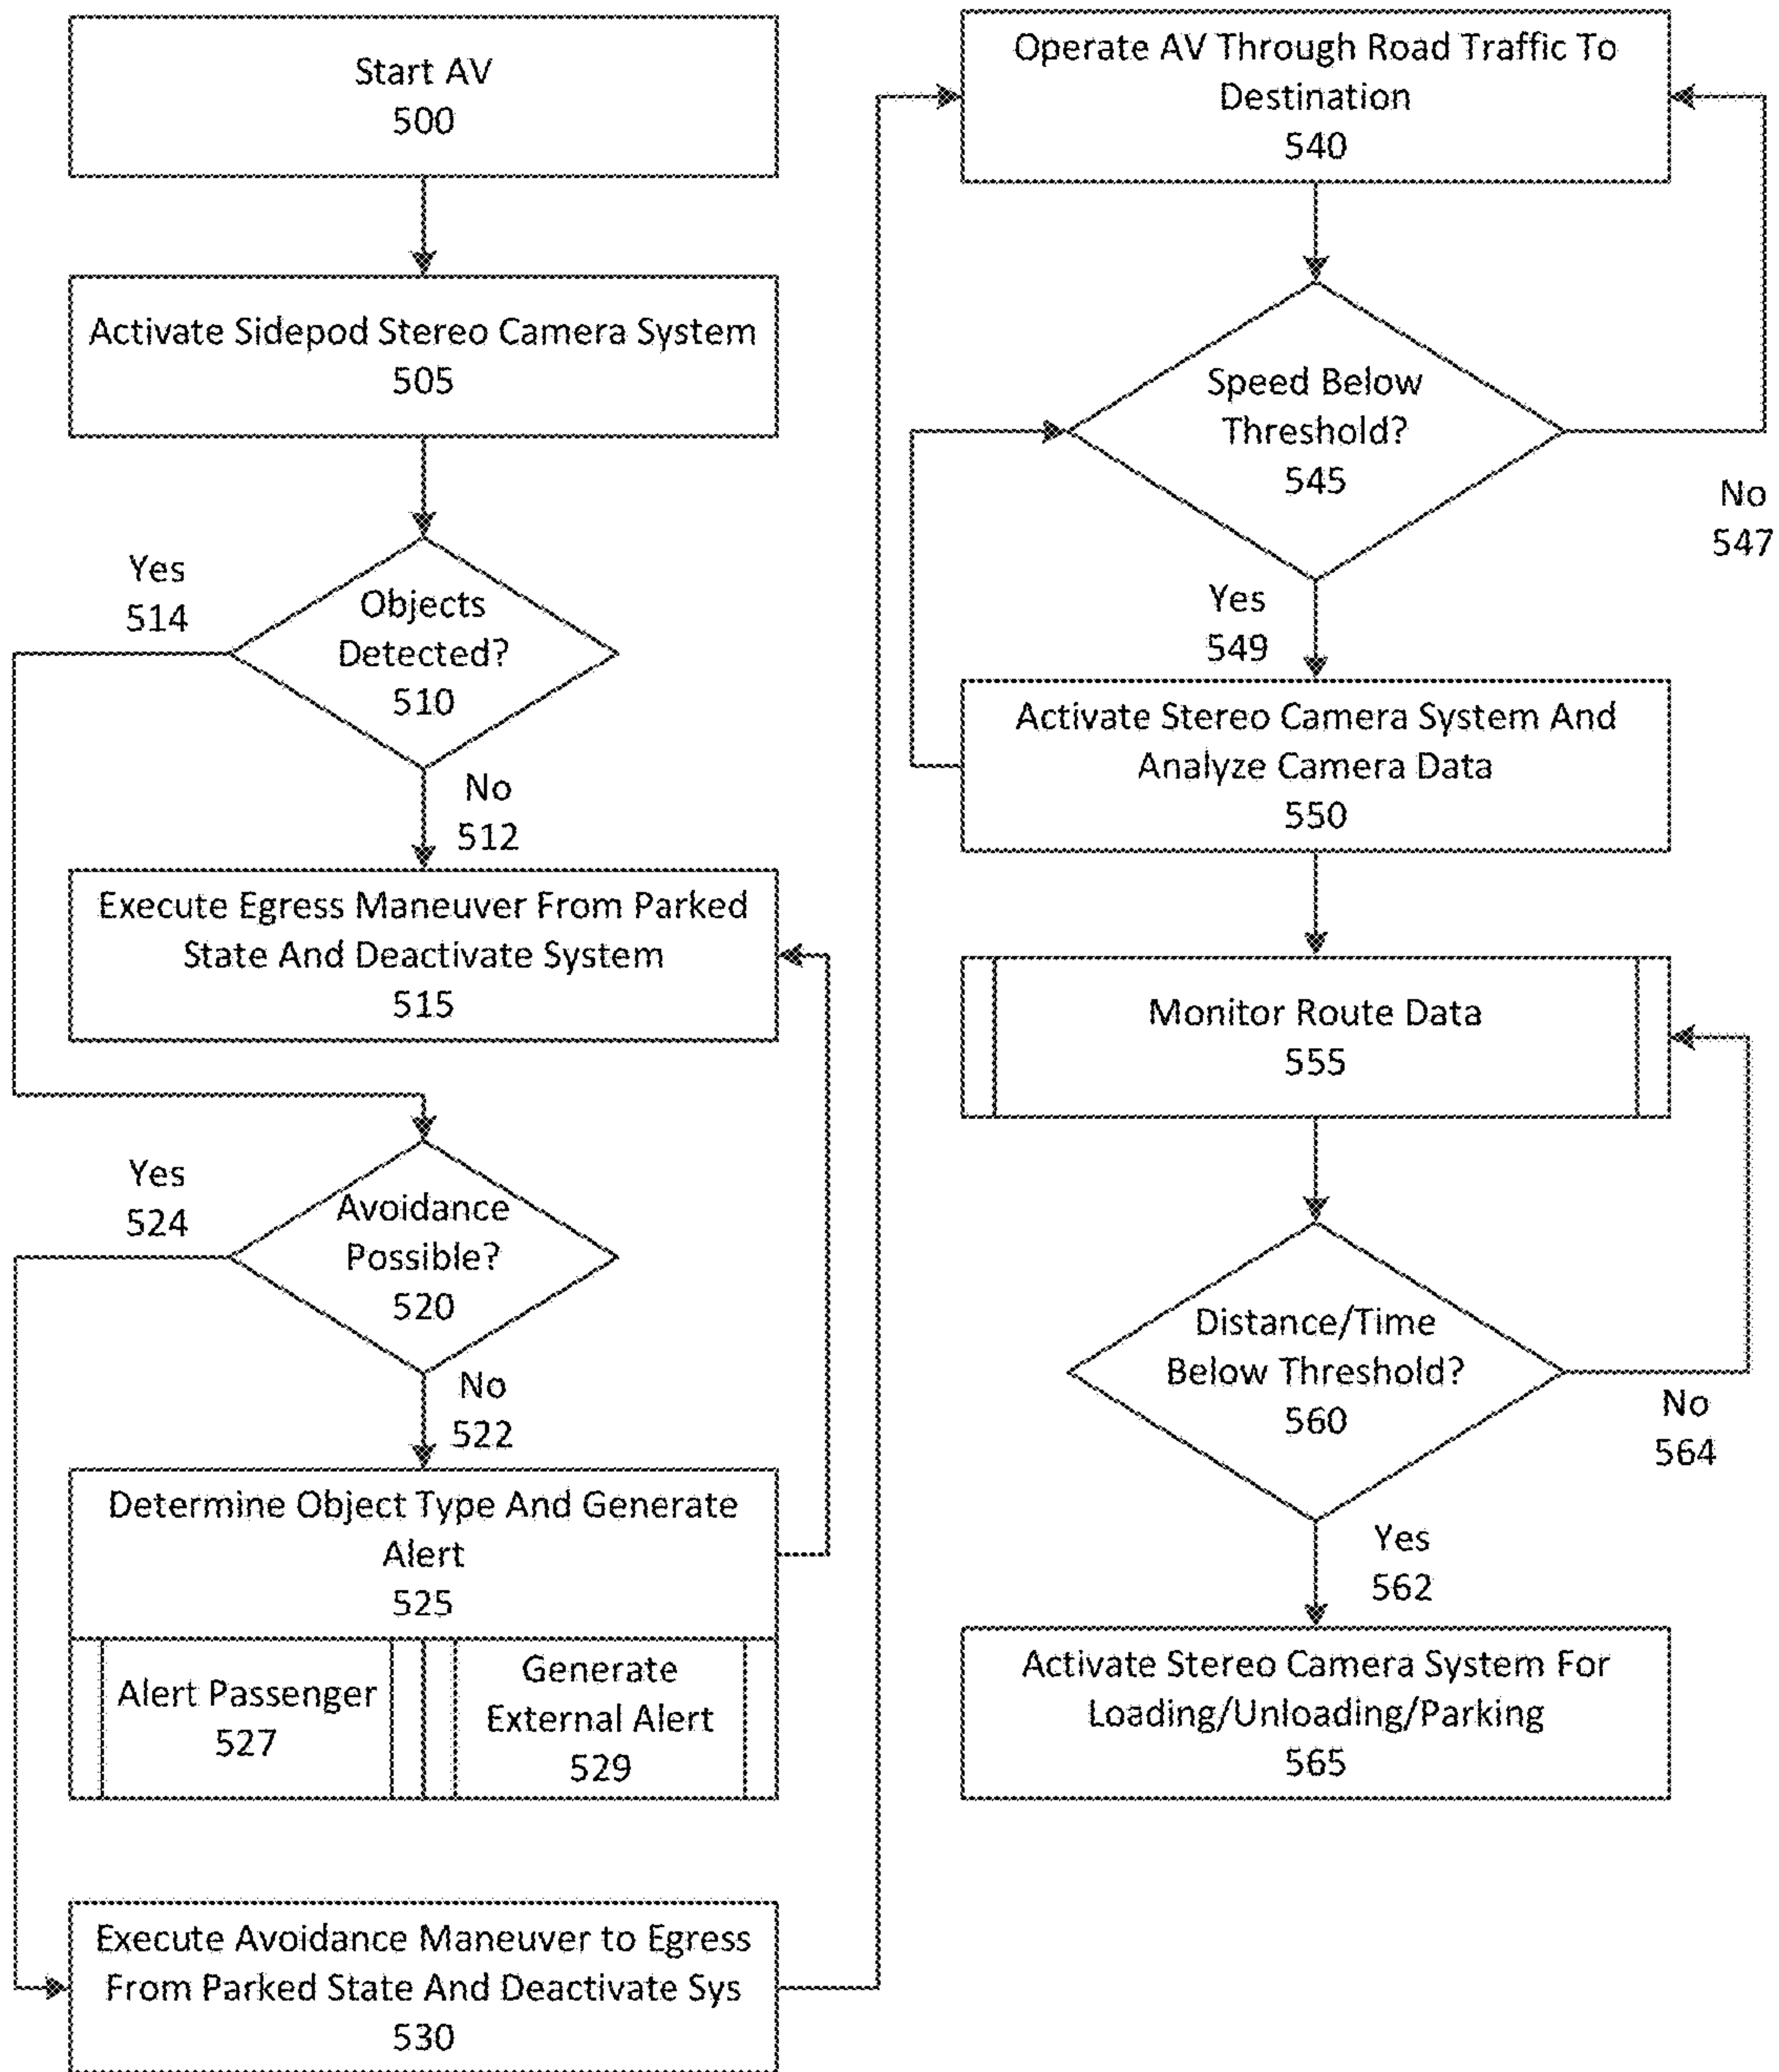 Start AV
500
Activate Sidepod Stereo Camera System
505
Yes
514
Objects
Detected?
510
No
512
Execute Egress Maneuver From Parked
State And Deactivate System
515
Yes
524
Avoidance
Possible?
520
No
522
Determine Object Type And Generate
Alert
525
Alert Passenger
527
Generate
External Alert
529
Execute Avoidance Maneuver to Egress
From Parked State And Deactivate Sys
530
Operate AV Through Road Traffic To
Destination
540
Speed Below
Threshold?
545
No
547
Yes
549
Activate Stereo Camera System And
Analyze Camera Data
550
Monitor Route Data
555
Distance/Time
Below Threshold?
560
No
564
Yes
562
Activate Stereo Camera System For
Loading/Unloading/Parking
565